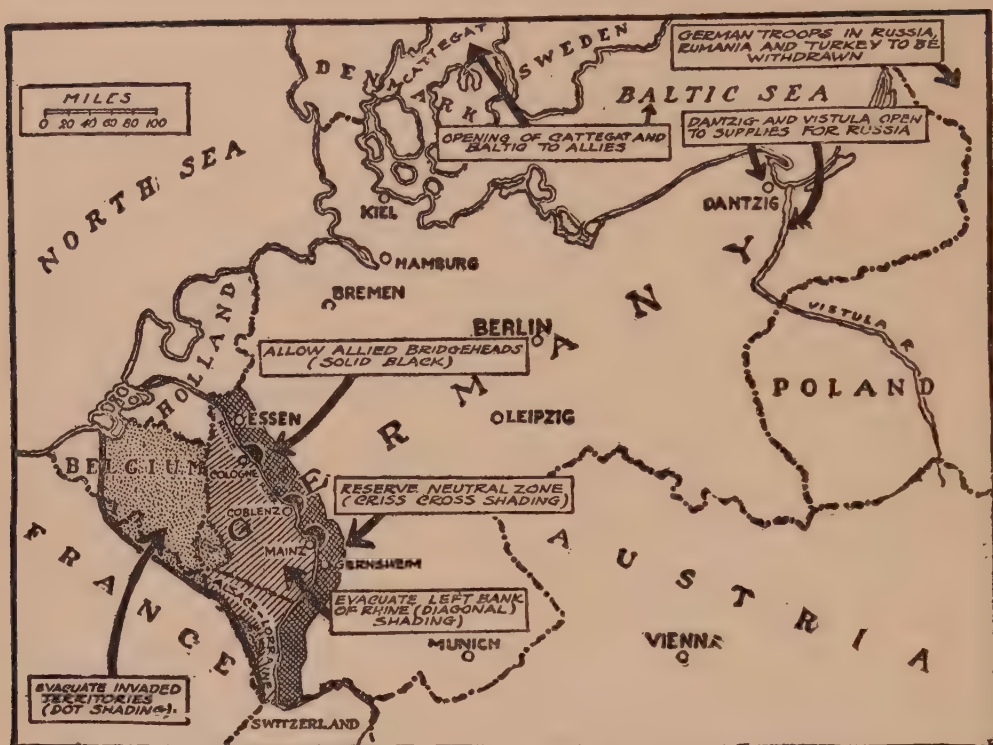 MILES
0 20 40 60 80 100
NORTH SEA
DENMARK
CATTEGAT
SWEDEN
BALTIC SEA
GERMAN TROOPS IN RUSSIA,
RUMANIA AND TURKEY TO BE
WITHDRAWN
OPENING OF CATTEGAT AND
BALTIC TO ALLIES
DANTZIG AND VISTULA OPEN
TO SUPPLIES FOR RUSSIA
KIEL
DANTZIG
HAMBURG
BREMEN
BERLIN
HOLLAND
GERMANY
VISTULA R
POLAND
ALLOW ALLIED BRIDGEHEADS
(SOLID BLACK)
ESSEN
LEIPZIG
BELGIUM
COLOGNE
RESERVE NEUTRAL ZONE
(CRISS CROSS SHADING)
COBLENZ
MAINZ
ERNSHEIM
FRANCE
AUSTRIA
ALSACE-LORRAINE
EVACUATE LEFT BANK
OF RHINE (DIAGONAL)
SHADING)
MUNICH
VIENNA
EVACUATE INVADED
TERRITORIES
(DOT SHADING).
SWITZERLAND